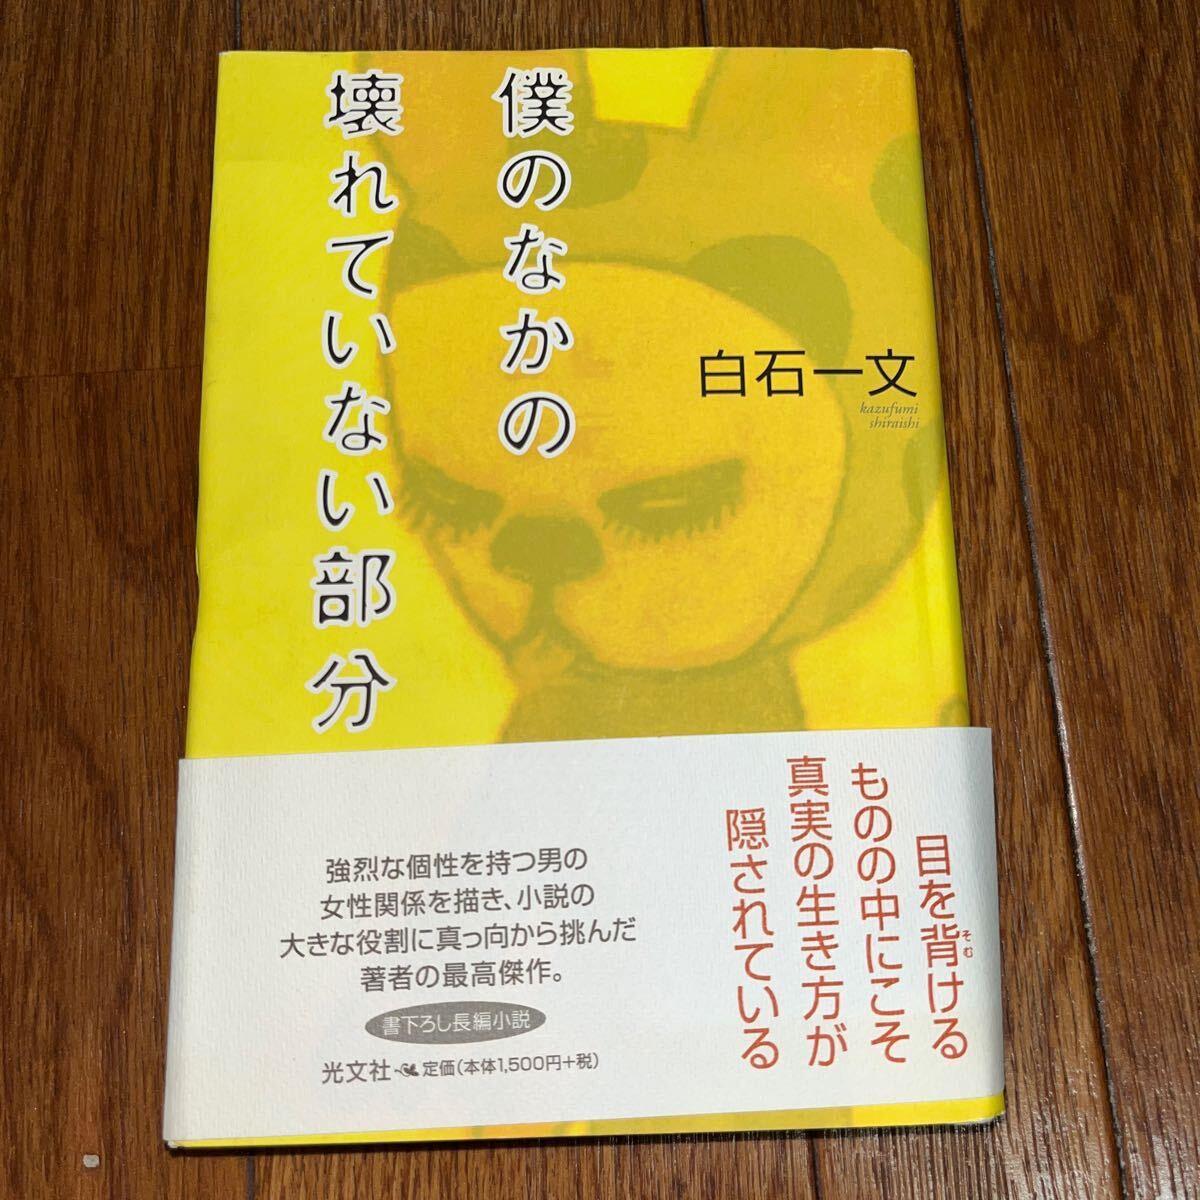 僕のなかの
壊れていない部分
白石一文
kazufumi
shiraishi
目を背ける
そむ
ものの中にこそ
真実の生き方が
隠されている
強烈な個性を持つ男の
女性関係を描き、小説の
大きな役割に真っ向から挑んだ
著者の最高傑作。
書下ろし長編小説
光文社 定価(本体1,500円+税)